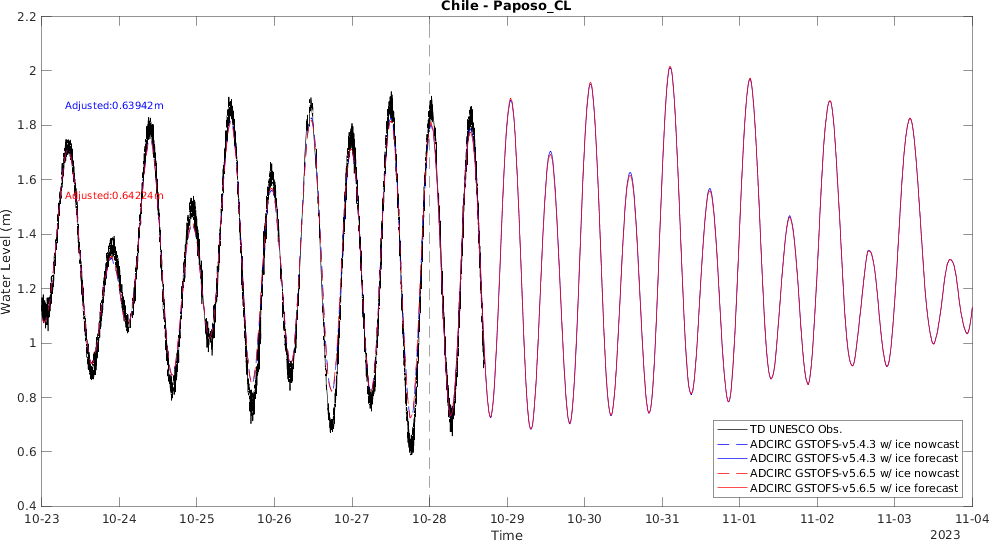 Chile - Paposo_CL
2.2
2
1.8
1.6
1.4
1.2
1
0.8
0.6
0.4
Water Level (m)
Adjusted:0.63942m
Adjusted:0.64224m
TD UNESCO Obs.
ADCIRC GSTOFS-v5.4.3 w/ ice nowcast
ADCIRC GSTOFS-v5.4.3 w/ ice forecast
ADCIRC GSTOFS-v5.6.5 w/ ice nowcast
ADCIRC GSTOFS-v5.6.5 w/ ice forecast
10-23 10-24 10-25 10-26 10-27 10-28 10-29 10-30 10-31 11-01 11-02 11-03 11-04
Time
2023